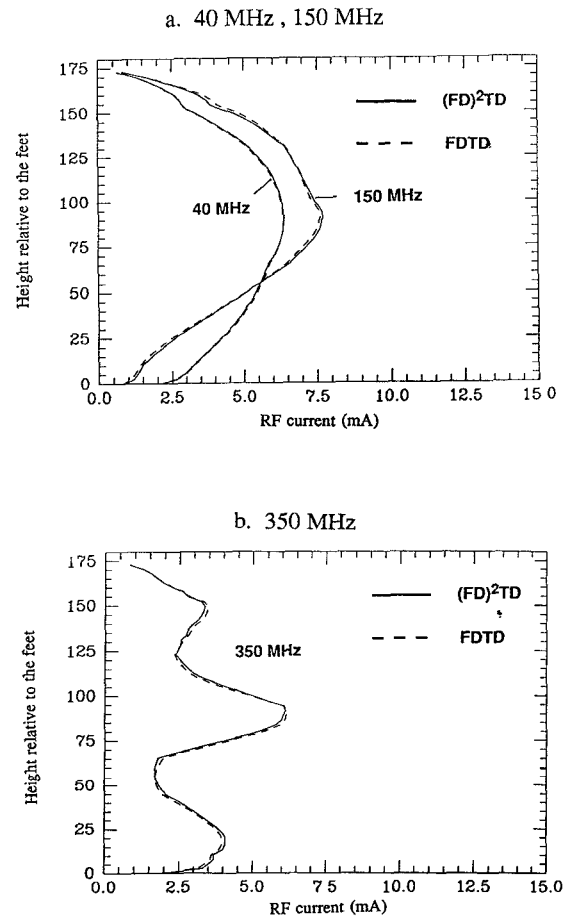 a. 40 MHz , 150 MHz
175
150
125
100
75
50
25
0
Height relative to the feet
(FD)²TD
FDTD.
40 MHz
150 MHz
0.0 2.5 5.0 7.5 10.0 12.5 15 0
RF current (mA)
b. 350 MHz
175
150
125
100
75
50
25
0
Height relative to the feet
(FD)²TD
FDTD
350 MHz
0.0 2.5 5.0 7 5 10.0 12.5 15.0
RF current (mA)